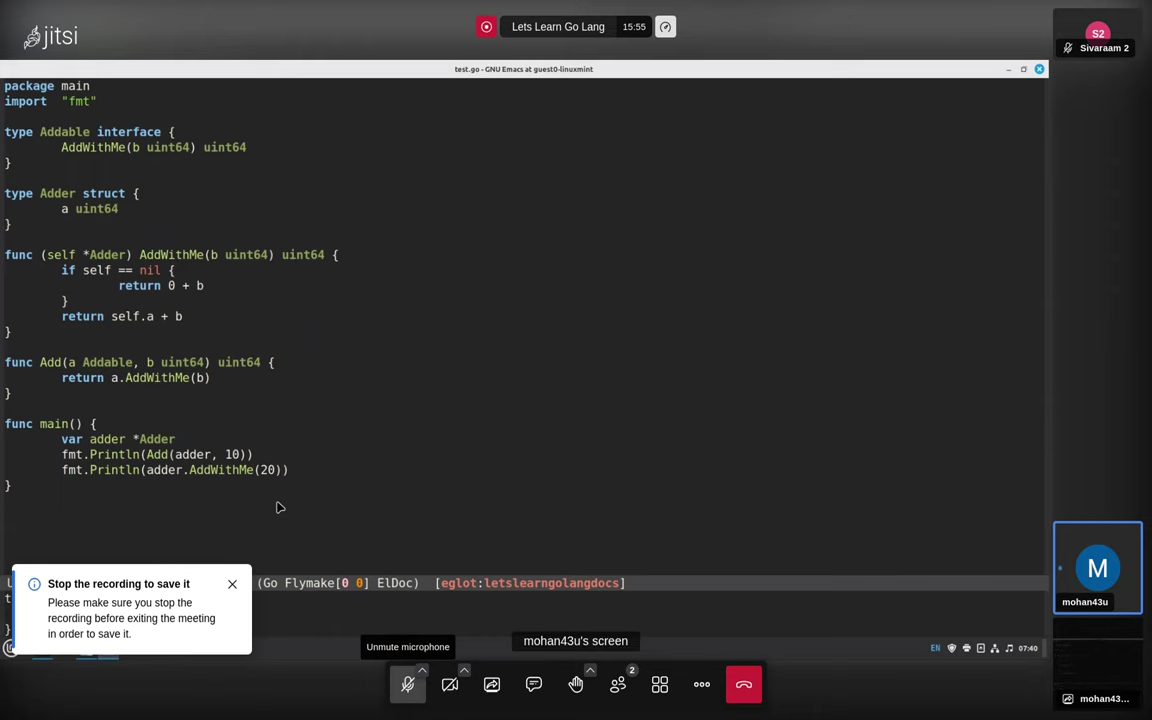 jitsi
Lets Learn Go Lang 15:55
S2
Sivaraam 2
test.go - GNU Emacs at guest0-linuxmint
package main
import "fmt"
type Addable interface {
AddWithMe(b uint64) uint64
}
type Adder struct {
a uint64
}
func (self *Adder) AddWithMe(b uint64) uint64 {
if self == nil {
return 0 + b
}
return self.a + b
}
func Add(a Addable, b uint64) uint64 {
return a.AddWithMe(b)
}
func main() {
var adder *Adder
fmt.Println(Add(adder, 10))
fmt.Println(adder.AddWithMe(20))
}
M
mohan43u
Stop the recording to save it
Please make sure you stop the
recording before exiting the meeting
in order to save it.
(Go Flymake[0 0] ElDoc) [eglot:letslearngolangdocs]
mohan43u's screen
Unmute microphone
EN 07:40
2
mohan43...